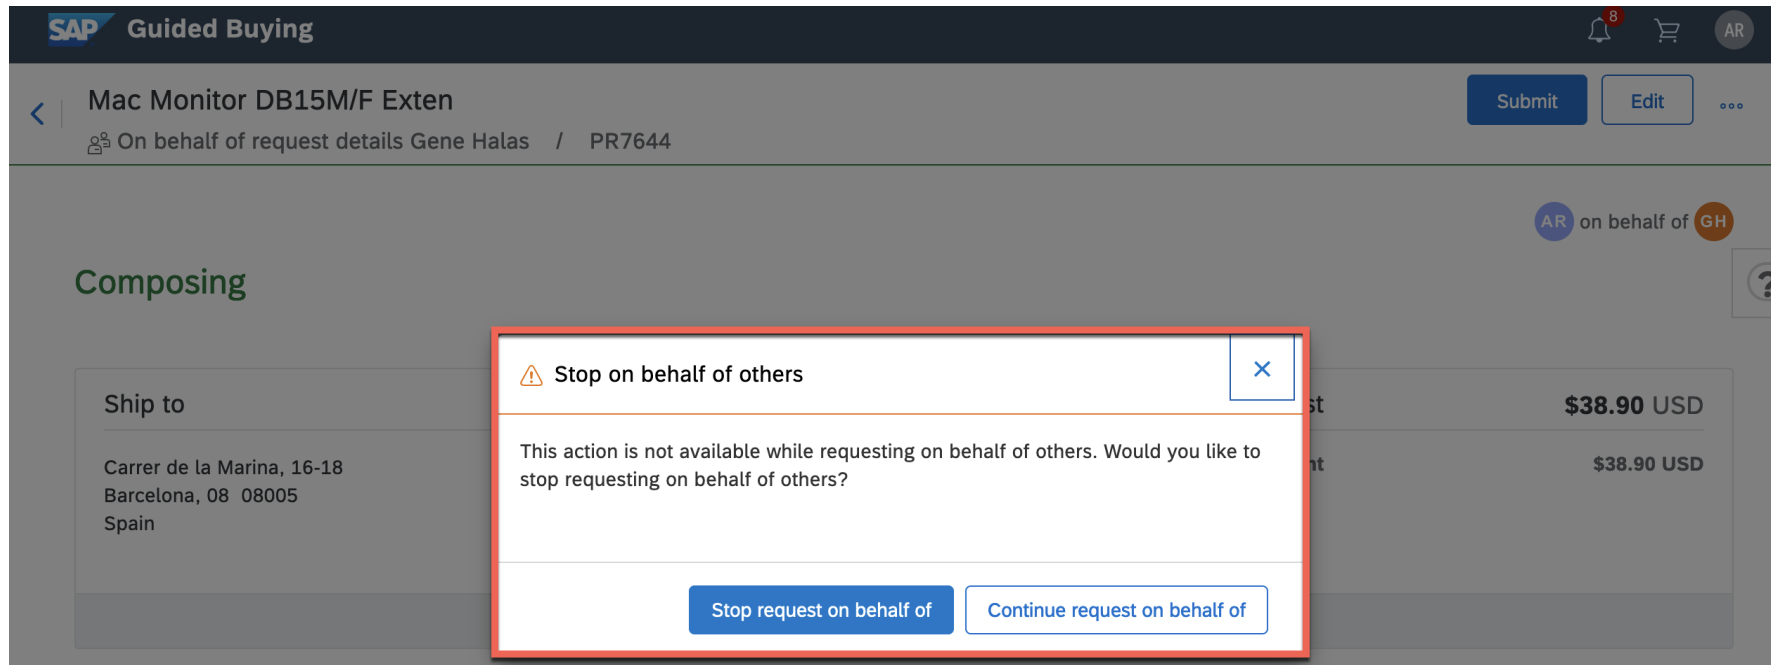 SAP Guided Buying
8
AR
Mac Monitor DB15M/F Exten
Submit
Edit
On behalf of request details Gene Halas / PR7644
AR on behalf of GH
Composing
?
Stop on behalf of others
Ship to
$38.90 USD
This action is not available while requesting on behalf of others. Would you like to
stop requesting on behalf of others?
Carrer de la Marina, 16-18
$38.90 USD
Barcelona, 08 08005
Spain
Stop request on behalf of
Continue request on behalf of